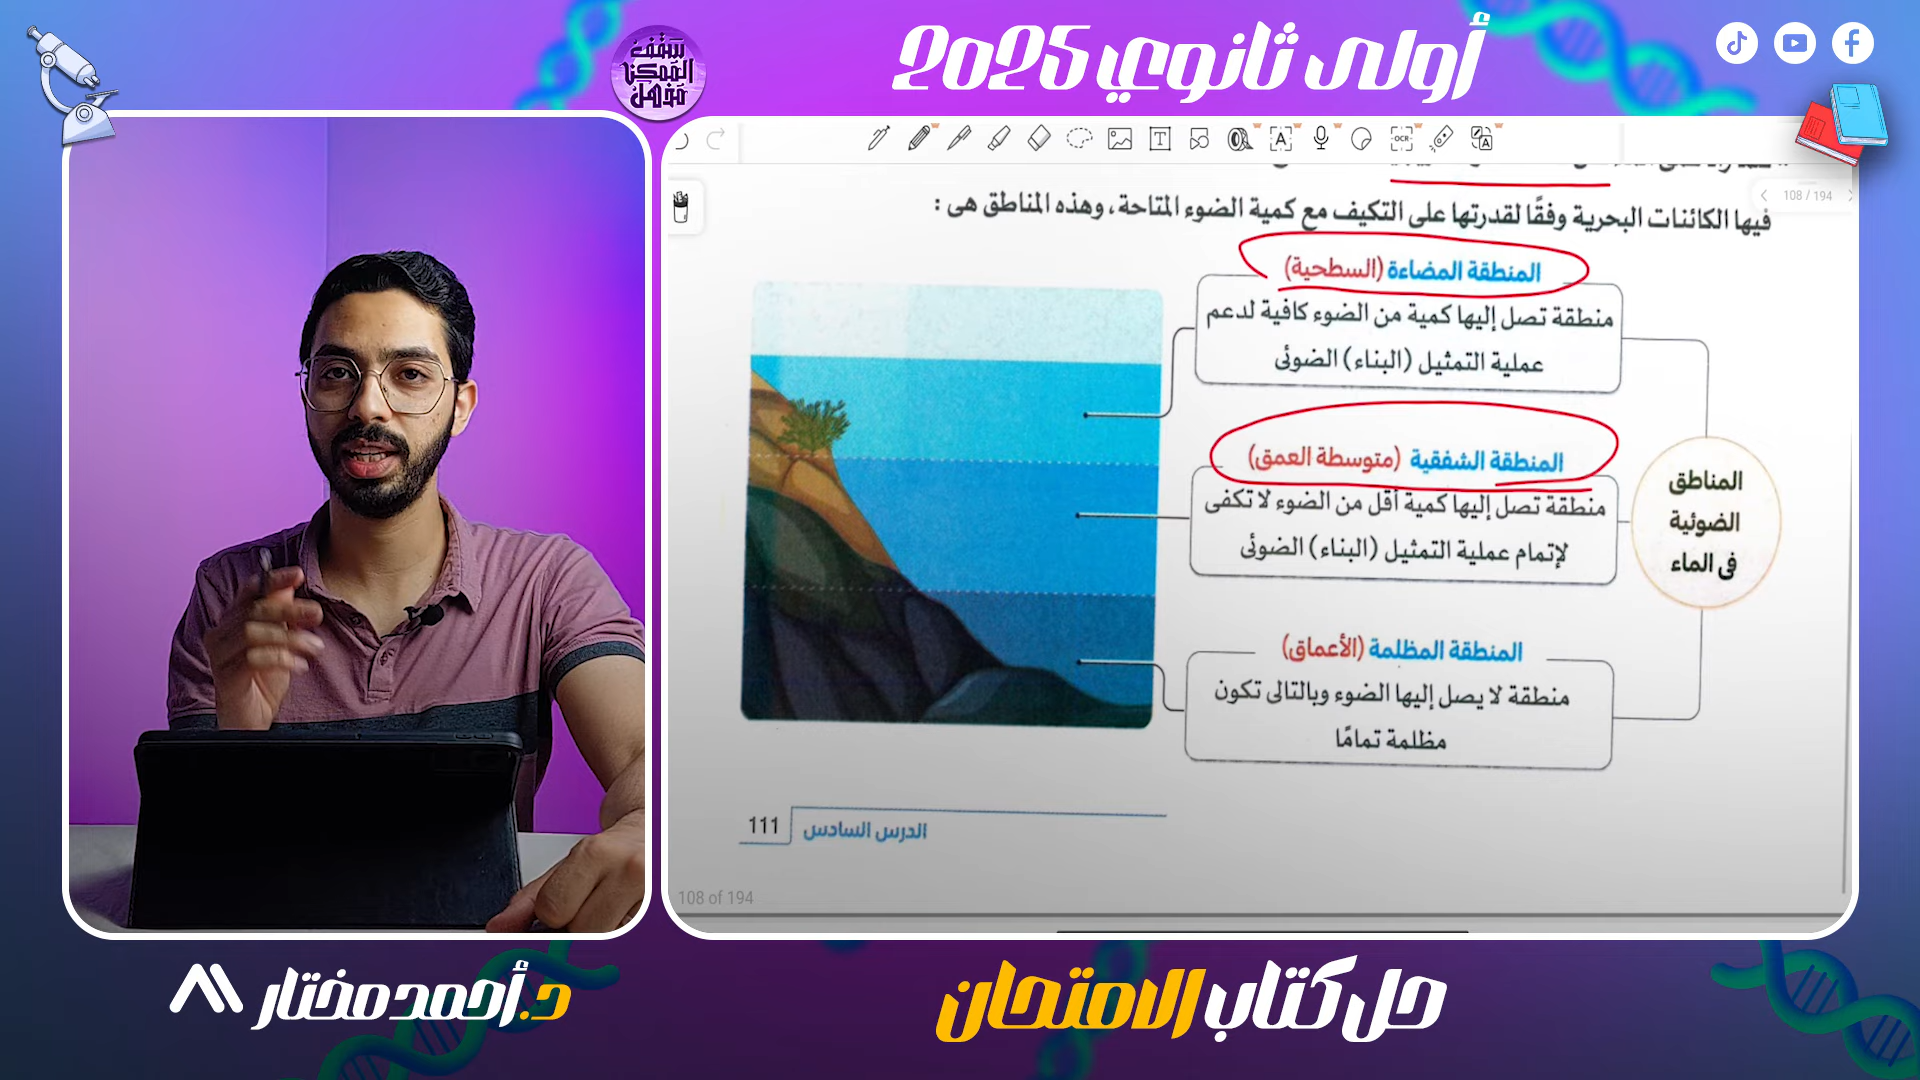 أولى ثانوي 2025
سقف
الممكن
مذهل
108 / 194
فيها الكائنات البحرية وفقًا لقدرتها على التكيف مع كمية الضوء المتاحة، وهذه المناطق هى :
المنطقة المضاءة (السطحية)
منطقة تصل إليها كمية من الضوء كافية لدعم
عملية التمثيل (البناء) الضوئى
المنطقة الشفقية (متوسطة العمق)
منطقة تصل إليها كمية أقل من الضوء لا تكفى
لإتمام عملية التمثيل (البناء) الضوئى
المناطق
الضوئية
فى الماء
المنطقة المظلمة (الأعماق)
منطقة لا يصل إليها الضوء وبالتالى تكون
مظلمة تمامًا
الدرس السادس
111
108 of 194
د.أحمد مختار
حل كتاب الامتحان